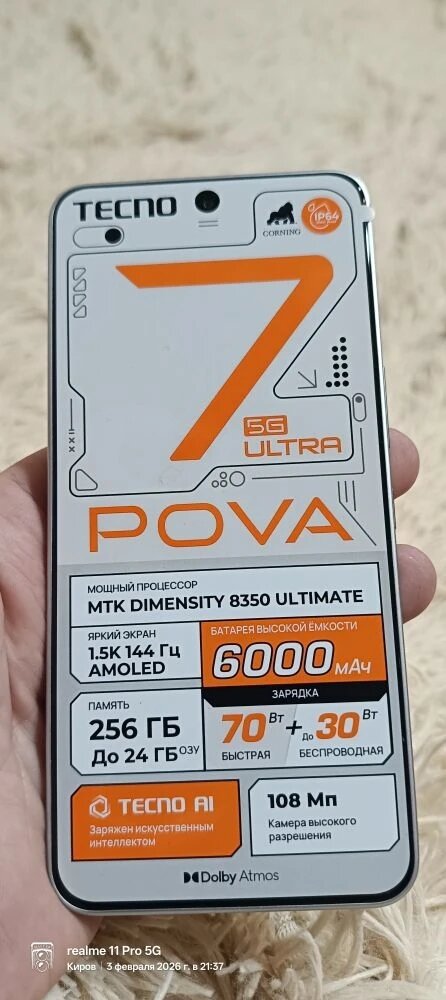 TECNO
CORNING
IP64
7
5G
ULTRA
POVA
МОЩНЫЙ ПРОЦЕССОР
MTK DIMENSITY 8350 ULTIMATE
ЯРКИЙ ЭКРАН
1.5K 144 Гц
AMOLED
БАТАРЕЯ ВЫСОКОЙ ЁМКОСТИ
6000 мАч
ПАМЯТЬ
256 ГБ
До 24 ГБ ОЗУ
ЗАРЯДКА
70 Вт + до 30 Вт
БЫСТРАЯ БЕСПРОВОДНАЯ
TECNO AI
Заряжен искусственным
интеллектом
108 Мп
Камера высокого
разрешения
Dolby Atmos
realme 11 Pro 5G
Киров | 3 февраля 2026 г. в 21:37